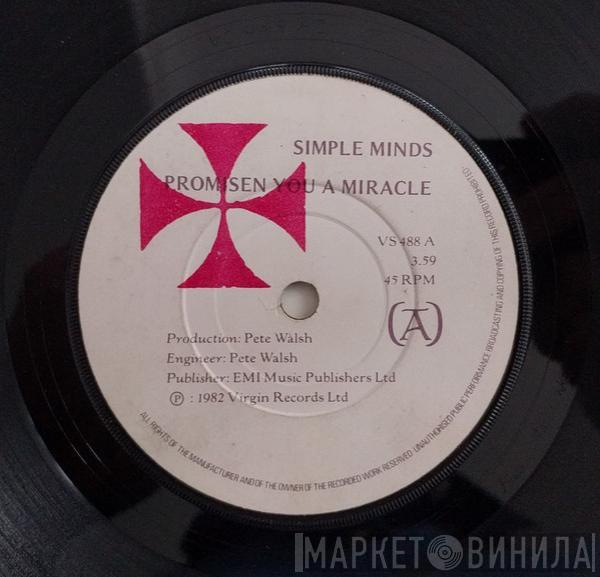 SIMPLE MINDS
PROMISEN YOU A MIRACLE
VS 488 A
3.59
45 RPM
(A)
Production: Pete Walsh
Engineer: Pete Walsh
Publisher: EMI Music Publishers Ltd
Ⓟ : 1982 Virgin Records Ltd
ALL RIGHTS OF THE MANUFACTURER AND OF THE OWNER OF THE RECORDED WORK RESERVED. UNAUTHORISED PUBLIC PERFORMANCE BROADCASTING AND COPYING OF THIS RECORD PROHIBITED.
МАРКЕТ ВИНИЛА